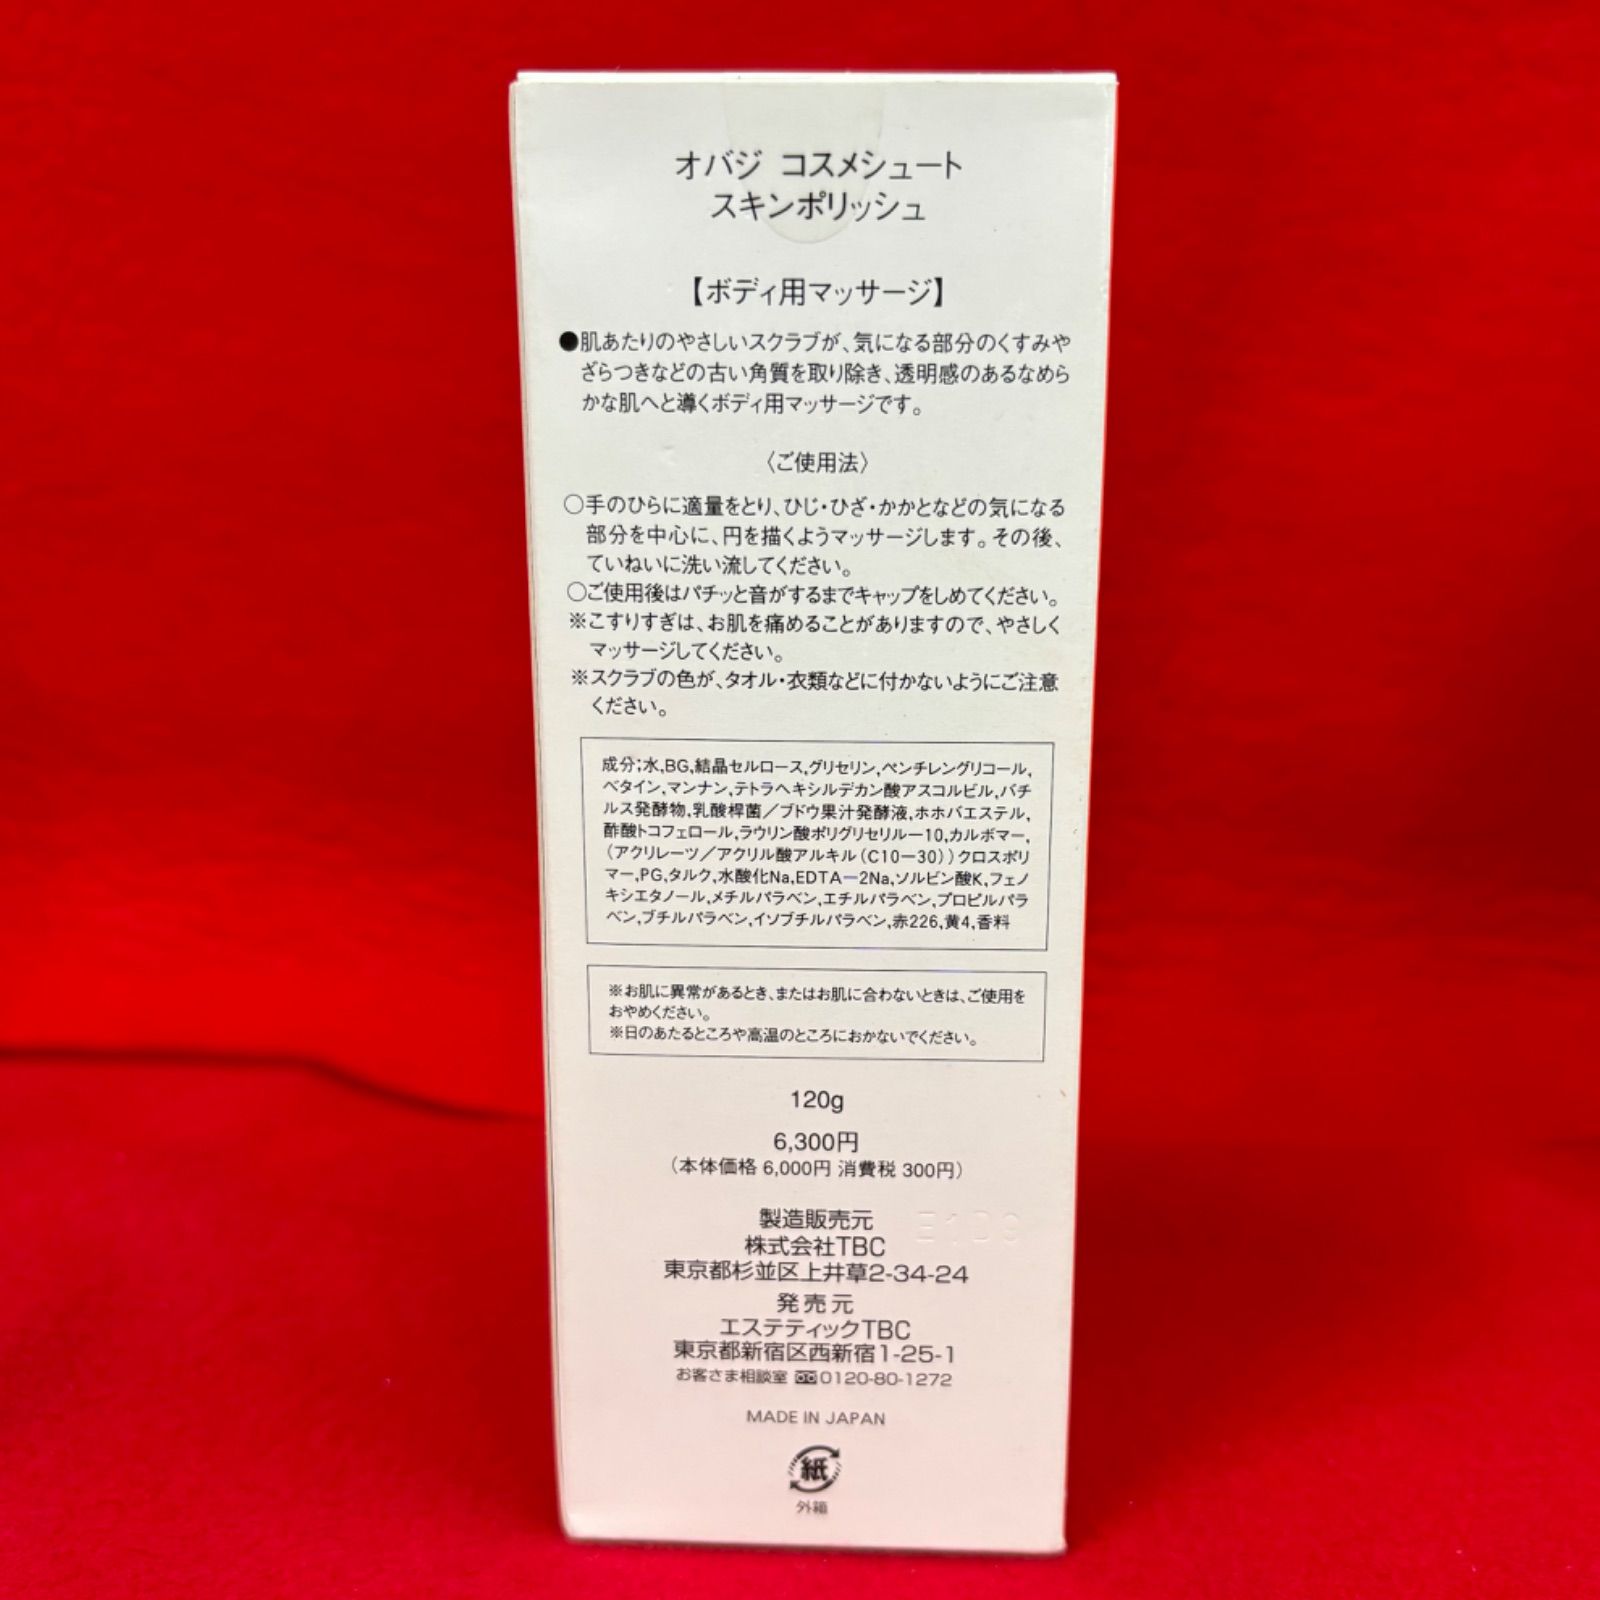 オバジ コスメシュート
スキンポリッシュ
【ボディ用マッサージ】
●肌あたりのやさしいスクラブが、気になる部分のくすみや
ざらつきなどの古い角質を取り除き、透明感のあるなめら
かな肌へと導くボディ用マッサージです。
〈ご使用法〉
○手のひらに適量をとり、ひじ・ひざ・かかとなどの気になる
部分を中心に、円を描くようマッサージします。その後、
ていねいに洗い流してください。
○ご使用後はパチッと音がするまでキャップをしめてください。
※こすりすぎは、お肌を痛めることがありますので、やさしく
マッサージしてください。
※スクラブの色が、タオル・衣類などに付かないようにご注意
ください。
成分；水,BG,結晶セルロース,グリセリン,ペンチレングリコール,
ベタイン,マンナン,テトラヘキシルデカン酸アスコルビル,バチ
ルス発酵物,乳酸桿菌／ブドウ果汁発酵液,ホホバエステル,
酢酸トコフェロール,ラウリン酸ポリグリセリル－10,カルボマー,
（アクリレーツ／アクリル酸アルキル（C10－30））クロスポリ
マー,PG,タルク,水酸化Na,EDTA－2Na,ソルビン酸K,フェノ
キシエタノール,メチルパラベン,エチルパラベン,プロピルパラ
ベン,ブチルパラベン,イソブチルパラベン,赤226,黄4,香料
※お肌に異常があるとき、またはお肌に合わないときは、ご使用を
おやめください。
※日のあたるところや高温のところにおかないでください。
120g
6,300円
（本体価格 6,000円 消費税 300円）
製造販売元
株式会社TBC
東京都杉並区上井草2-34-24
発売元
エステティックTBC
東京都新宿区西新宿1-25-1
お客さま相談室 0120-80-1272
MADE IN JAPAN
紙
外箱